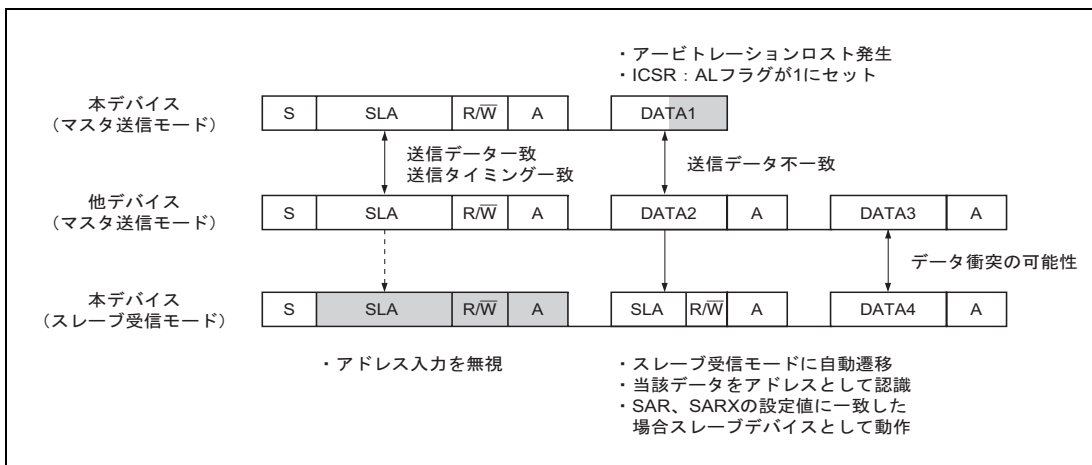 ・アービトレーションロスト発生
・ICSR：ALフラグが1にセット
本デバイス
（マスタ送信モード）
S SLA R/W̅ A DATA1
送信データ一致
送信タイミング一致
送信データ不一致
他デバイス
（マスタ送信モード）
S SLA R/W̅ A DATA2 A DATA3 A
データ衝突の可能性
本デバイス
（スレーブ受信モード）
S SLA R/W̅ A SLA R/W̅ A DATA4 A
・アドレス入力を無視
・スレーブ受信モードに自動遷移
・当該データをアドレスとして認識
・SAR、SARXの設定値に一致した
場合スレーブデバイスとして動作